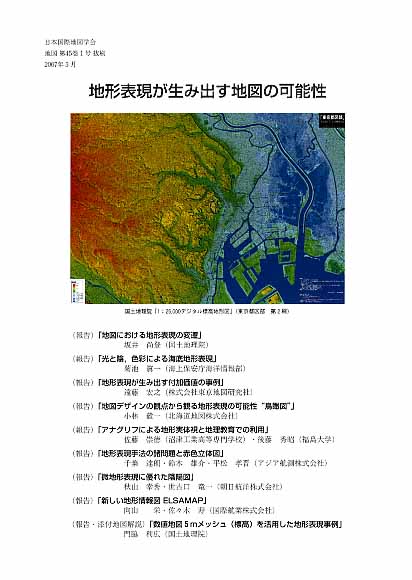 日本国際地図学会
地図 第45巻1号 抜刷
2007年3月
地形表現が生み出す地図の可能性
「東京都区部」
国土地理院「1:25,000デジタル標高地形図」(東京都区部 第2刷)
(報告)「地図における地形表現の変遷」
坂井 尚登(国土地理院)
(報告)「光と陰,色彩による海底地形表現」
菊池 眞一(海上保安庁海洋情報部)
(報告)「地形表現が生み出す付加価値の事例」
遠藤 宏之(株式会社東京地図研究社)
(報告)「地図デザインの観点から観る地形表現の可能性“鳥瞰図”」
小林 毅一(北海道地図株式会社)
(報告)「アナグリフによる地形実体視と地理教育での利用」
佐藤 崇徳(沼津工業高等専門学校)・後藤 秀昭(福島大学)
(報告)「地形表現手法の諸問題と赤色立体図」
千葉 達朗・鈴木 雄介・平松 孝晋(アジア航測株式会社)
(報告)「微地形表現に優れた陰陽図」
秋山 幸秀・世古口 竜一(朝日航洋株式会社)
(報告)「新しい地形情報図 ELSAMAP」
向山 栄・佐々木 寿(国際航業株式会社)
(報告・添付地図解説)「数値地図5mメッシュ(標高)を活用した地形表現事例」
門脇 利広(国土地理院)